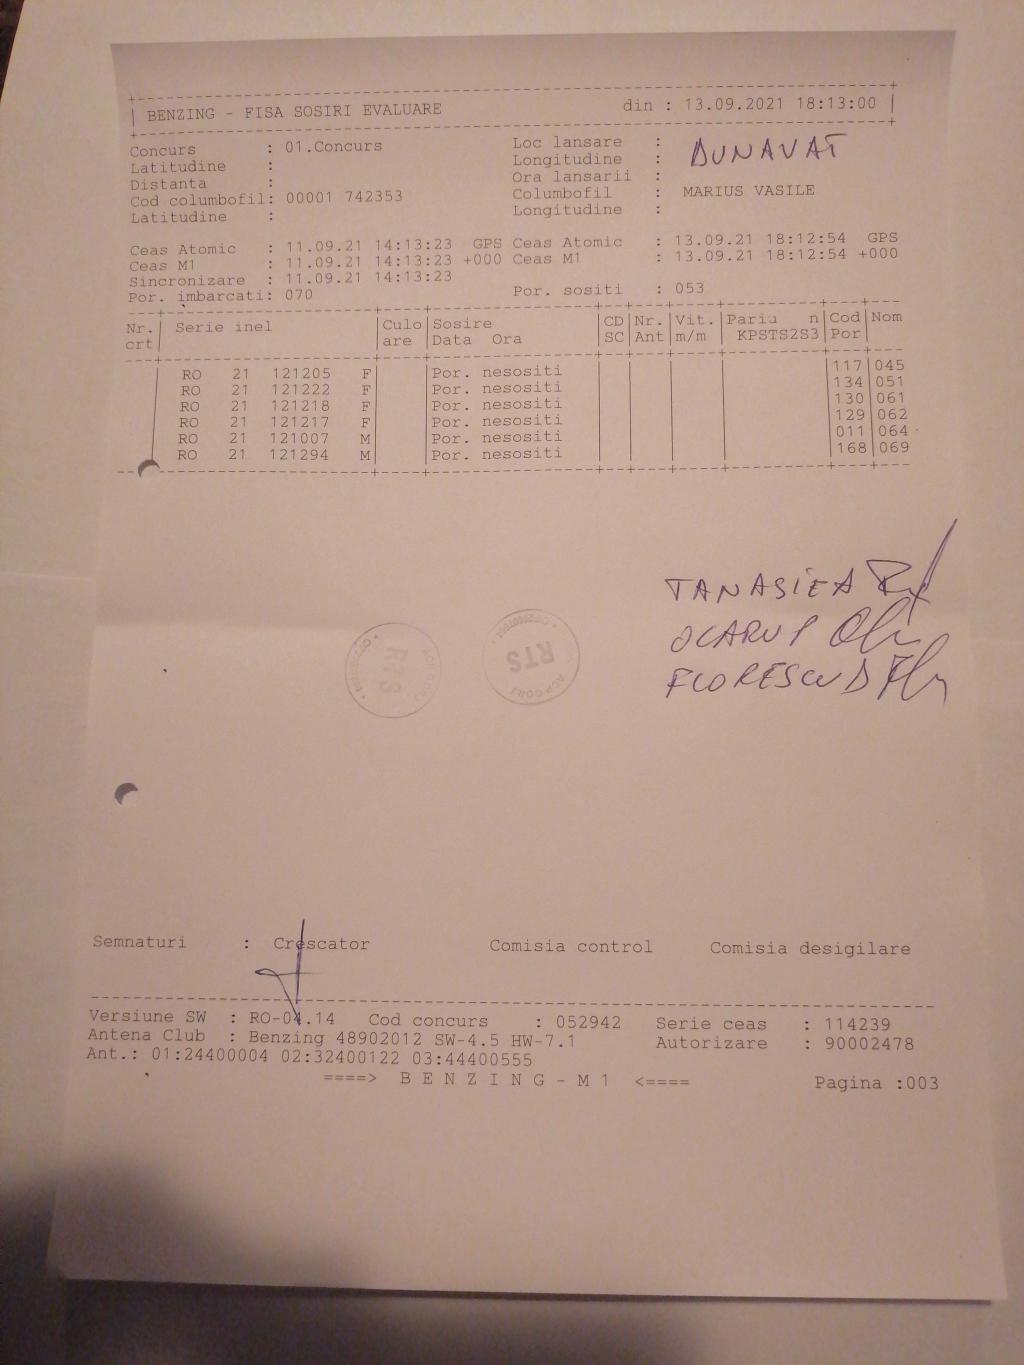 BENZING - FISA SOSIRI EVALUARE din : 13.09.2021 18:13:00
Concurs : 01.Concurs Loc lansare : DUNAVAT
Latitudine : Longitudine :
Distanta : Ora lansarii :
Cod columbofil: 00001 742353 Columbofil : MARIUS VASILE
Latitudine : Longitudine :
Ceas Atomic : 11.09.21 14:13:23 GPS Ceas Atomic : 13.09.21 18:12:54 GPS
Ceas M1 : 11.09.21 14:13:23 +000 Ceas M1 : 13.09.21 18:12:54 +000
Sincronizare : 11.09.21 14:13:23
Por. imbarcati: 070 Por. sositi : 053
Nr. Serie inel Culo Sosire CD Nr. Vit. Pariu n Cod Nom
crt are Data Ora SC Ant m/m KPSTS2S3 Por
RO 21 121205 F Por. nesositi 117 045
RO 21 121222 F Por. nesositi 134 051
RO 21 121218 F Por. nesositi 130 061
RO 21 121217 F Por. nesositi 129 062
RO 21 121007 M Por. nesositi 011 064
RO 21 121294 M Por. nesositi 168 069
TANASIE A
OCARU P
FLORESCU D
RTS
RTS
ACP GORJ
Semnaturi : Crescator Comisia control Comisia desigilare
Versiune SW : RO-04.14 Cod concurs : 052942 Serie ceas : 114239
Antena Club : Benzing 48902012 SW-4.5 HW-7.1 Autorizare : 90002478
Ant.: 01:24400004 02:32400122 03:44400555
====> B E N Z I N G - M 1 <==== Pagina :003